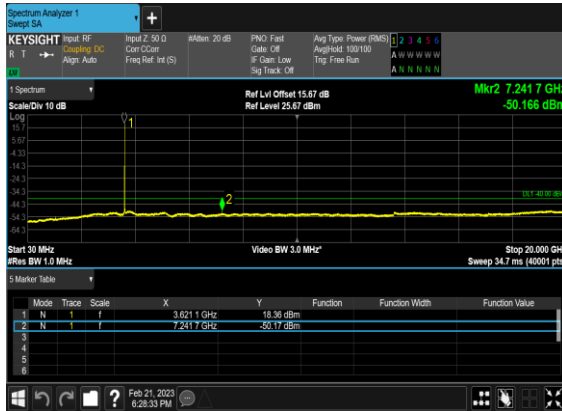 Spectrum Analyzer 1
Swept SA
KEYSIGHT
R T
LXI
Input: RF
Coupling: DC
Align: Auto
Input Z: 50 Ω
Corr CCorr
Freq Ref: Int (S)
#Atten: 20 dB
PNO: Fast
Gate: Off
IF Gain: Low
Sig Track: Off
Avg Type: Power (RMS)
Avg|Hold: 100/100
Trig: Free Run
1 2 3 4 5 6
A W W W W W
A N N N N N
1 Spectrum
Scale/Div 10 dB
Ref Lvl Offset 15.67 dB
Ref Level 25.67 dBm
Mkr2 7.241 7 GHz
-50.166 dBm
Log
15.7
5.67
-4.33
-14.3
-24.3
-34.3
-44.3
-54.3
-64.3
1
2
DL1 -40.00 dBm
Start 30 MHz
#Res BW 1.0 MHz
Video BW 3.0 MHz*
Stop 20.000 GHz
Sweep 34.7 ms (40001 pts)
5 Marker Table
Mode Trace Scale X Y Function Function Width Function Value
1 N 1 f 3.621 1 GHz 18.36 dBm
2 N 1 f 7.241 7 GHz -50.17 dBm
3
4
5
6
?
Feb 21, 2023
6:28:33 PM